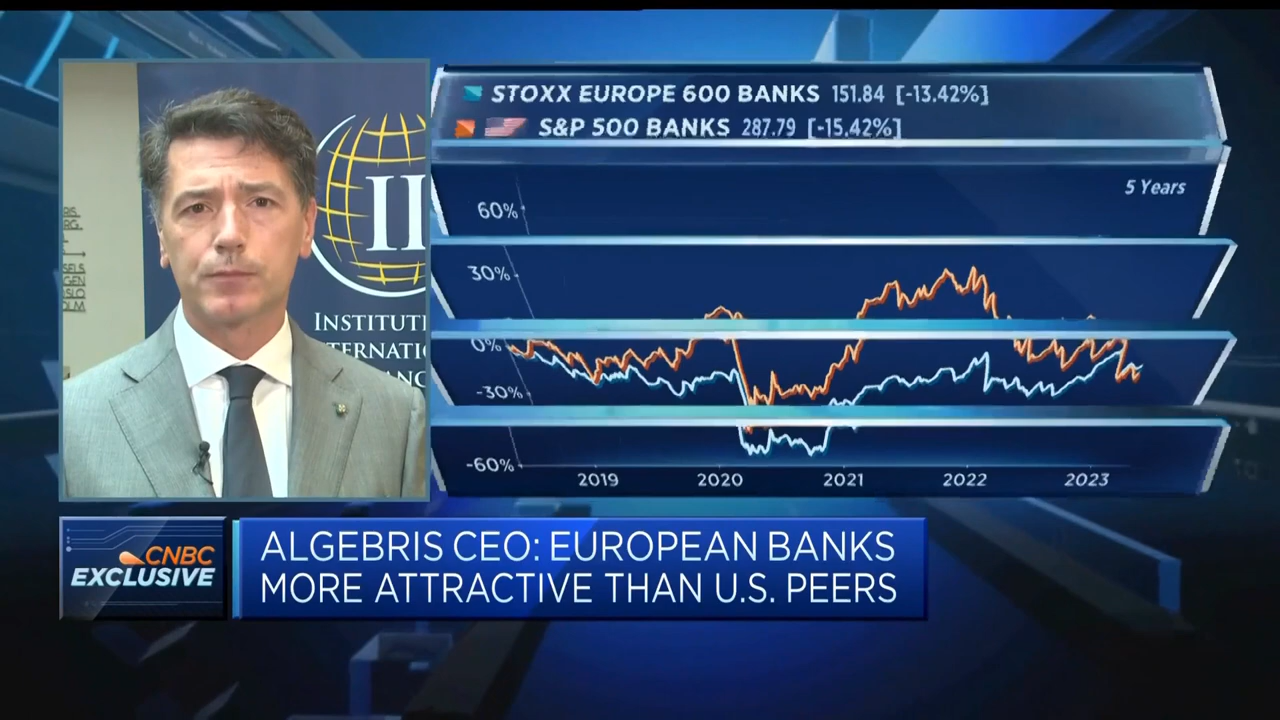 STOXX EUROPE 600 BANKS 151.84 [-13.42%]
S&P 500 BANKS 287.79 [-15.42%]
5 Years
60%
30%
0%
-30%
-60%
2019 2020 2021 2022 2023
II
INSTITUT
CNBC
EXCLUSIVE
ALGEBRIS CEO: EUROPEAN BANKS
MORE ATTRACTIVE THAN U.S. PEERS